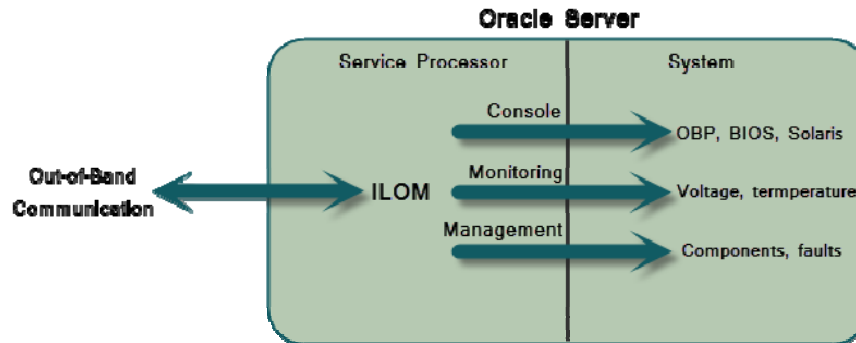 Oracle Server
Service Processor
System
Console
OBP, BIOS, Solaris
Out-of-Band
Communication
ILOM
Monitoring
Voltage, termperature
Management
Components, faults